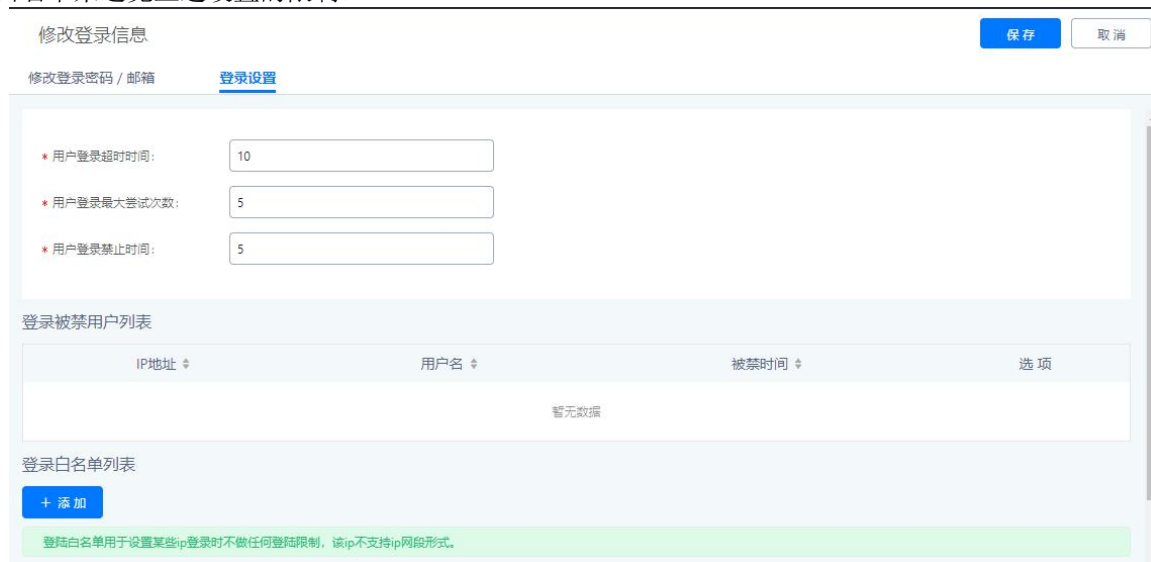 修改登录信息
保存
取消
修改登录密码 / 邮箱
登录设置
* 用户登录超时时间:
10
* 用户登录最大尝试次数:
5
* 用户登录禁止时间:
5
登录被禁用户列表
IP地址
用户名
被禁时间
选项
暂无数据
登录白名单列表
+ 添加
登陆白名单用于设置某些ip登录时不做任何登陆限制，该ip不支持ip网段形式。